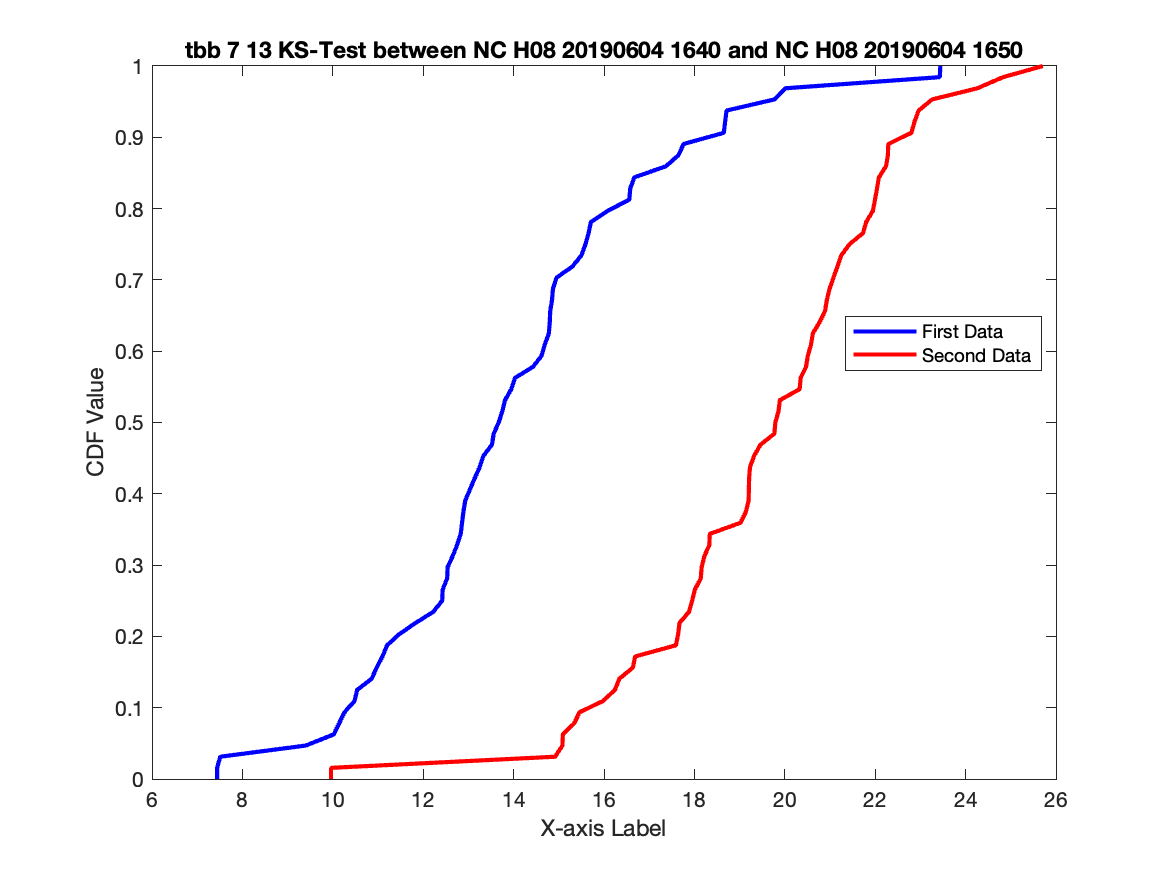 tbb 7 13 KS-Test between NC H08 20190604 1640 and NC H08 20190604 1650
1
0.9
0.8
0.7
0.6
0.5
0.4
0.3
0.2
0.1
0
CDF Value
First Data
Second Data
6 8 10 12 14 16 18 20 22 24 26
X-axis Label